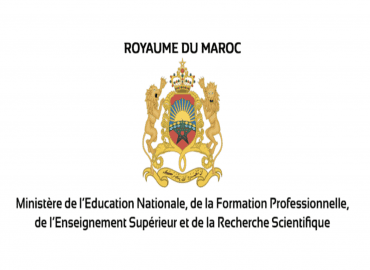 ROYAUME DU MAROC
Ministère de l'Education Nationale, de la Formation Professionnelle,
de l'Enseignement Supérieur et de la Recherche Scientifique